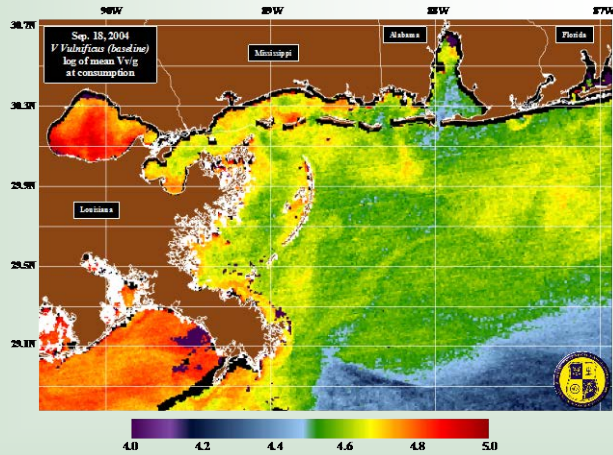 90W
89W
88W
87W
30.7N
30.3N
29.9N
29.5N
29.1N
Sep. 18, 2004
V Vulnificus (baseline)
log of mean Vv/g
at consumption
Mississippi
Alabama
Florida
Louisiana
4.0 4.2 4.4 4.6 4.8 5.0